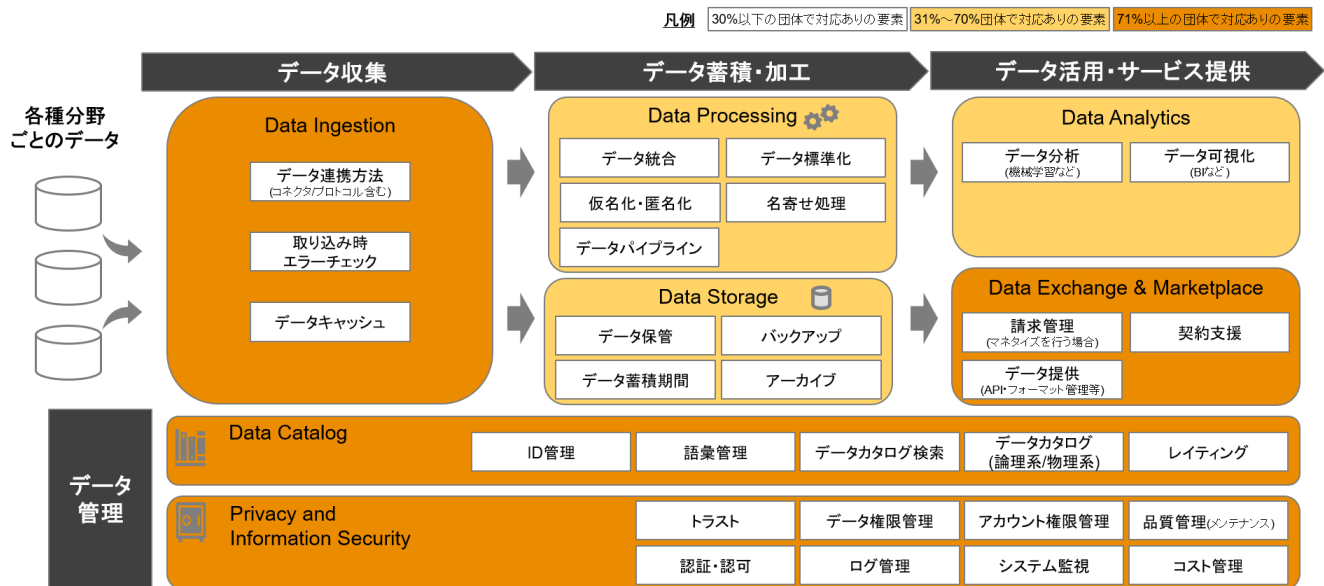 凡例 30%以下の団体で対応ありの要素 31%～70%団体で対応ありの要素 71%以上の団体で対応ありの要素
データ収集
データ蓄積・加工
データ活用・サービス提供
各種分野
ごとのデータ
Data Ingestion
データ連携方法
(コネクタ/プロトコル含む)
取り込み時
エラーチェック
データキャッシュ
Data Processing
データ統合
データ標準化
仮名化・匿名化
名寄せ処理
データパイプライン
Data Storage
データ保管
バックアップ
データ蓄積期間
アーカイブ
Data Analytics
データ分析
(機械学習など)
データ可視化
(BIなど)
Data Exchange & Marketplace
請求管理
(マネタイズを行う場合)
契約支援
データ提供
(API・フォーマット管理等)
データ
管理
Data Catalog
ID管理
語彙管理
データカタログ検索
データカタログ
(論理系/物理系)
レイティング
Privacy and
Information Security
トラスト
データ権限管理
アカウント権限管理
品質管理(メンテナンス)
認証・認可
ログ管理
システム監視
コスト管理